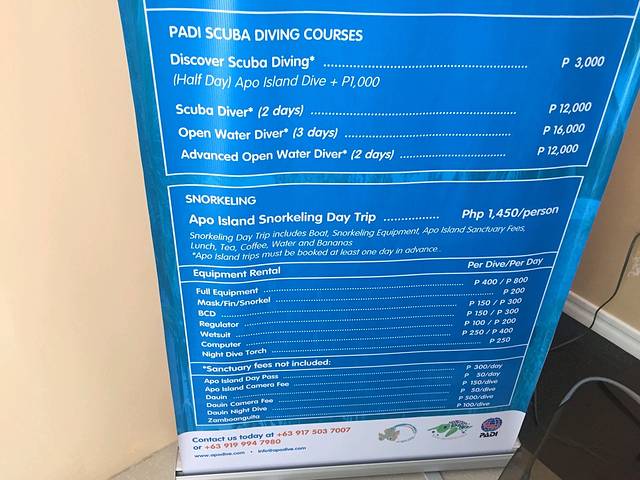 PADI SCUBA DIVING COURSES
Discover Scuba Diving* ........................ P 3,000
(Half Day) Apo Island Dive + P1,000
Scuba Diver* (2 days) ........................ P 12,000
Open Water Diver* (3 days) ........................ P 16,000
Advanced Open Water Diver* (2 days) ........................ P 12,000
SNORKELING
Apo Island Snorkeling Day Trip ................ Php 1,450/person
Snorkeling Day Trip includes Boat, Snorkeling Equipment, Apo Island Sanctuary Fees,
Lunch, Tea, Coffee, Water and Bananas
*Apo Island trips must be booked at least one day in advance..
Equipment Rental Per Dive/Per Day
Full Equipment ........................ P 400 / P 800
Mask/Fin/Snorkel ........................ P 200
BCD ........................ P 150 / P 300
Regulator ........................ P 150 / P 300
Wetsuit ........................ P 100 / P 200
Computer ........................ P 250 / P 400
Night Dive Torch ........................ P 250
*Sanctuary fees not included:
Apo Island Day Pass ........................ P 300/day
Apo Island Camera Fee ........................ P 50/day
Dauin ........................ P 150/dive
Dauin Camera Fee ........................ P 50/dive
Dauin Night Dive ........................ P 500/dive
Zamboanguita ........................ P 100/dive
Contact us today at +63 917 503 7007
or +63 919 994 7980
www.apodive.com • info@apodive.com
PADI